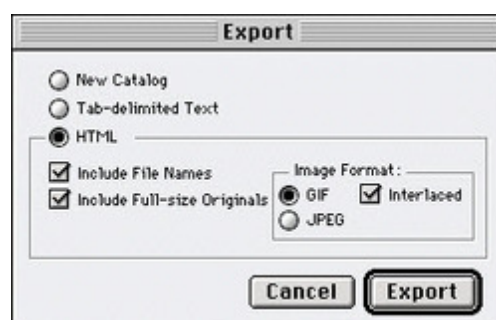 Export
New Catalog
Tab-delimited Text
HTML
Include File Names
Include Full-size Originals
Image Format:
GIF
Interlaced
JPEG
Cancel
Export